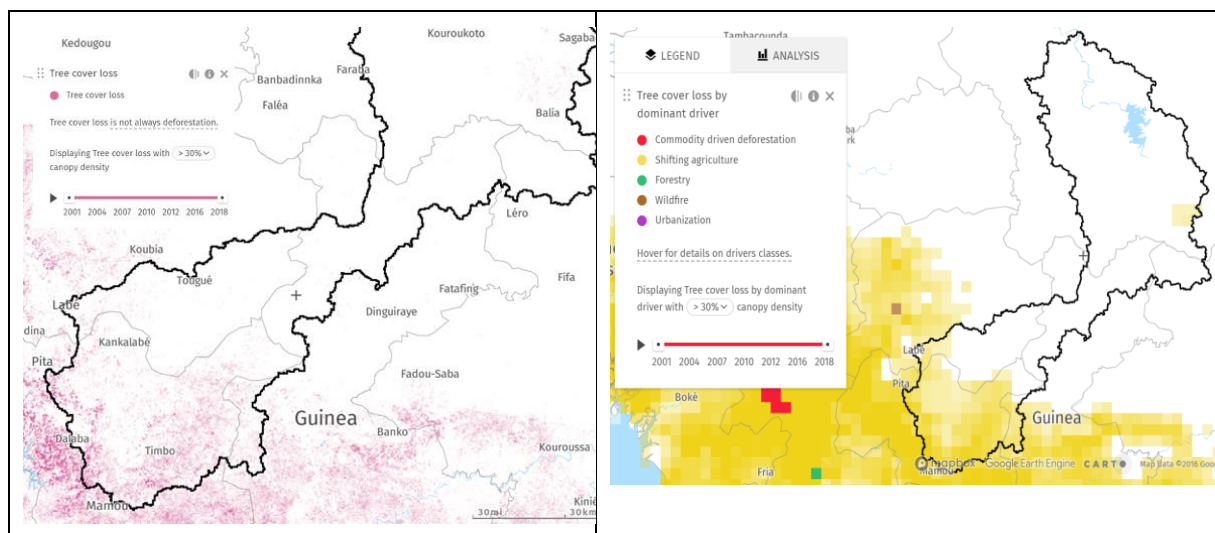 Kedougou
Kouroukoto
Sagaba
Tree cover loss
Faraba
Banbadinnka
Tree cover loss
Faléa
Balia
Tree cover loss is not always deforestation.
Displaying Tree cover loss with > 30% canopy density
2001 2004 2007 2010 2012 2016 2018
Léro
Koubia
Tougué
Fifa
Labé
Fatafing
Dinguiraye
dina
Kankalabé
Pita
Fadou-Saba
Guinea
Banko
Dalaba
Timbo
Kouroussa
Mamou
Kinié
30mi
30km
Tambacounda
LEGEND
ANALYSIS
Tree cover loss by
dominant driver
Commodity driven deforestation
Shifting agriculture
Forestry
Wildfire
Urbanization
Hover for details on drivers classes.
Displaying Tree cover loss by dominant
driver with > 30% canopy density
2001 2004 2007 2010 2012 2016 2018
Labé
Pita
Boké
Guinea
Fria
mapbox Google Earth Engine CARTO Map Data ©2016 Goo
Mamou